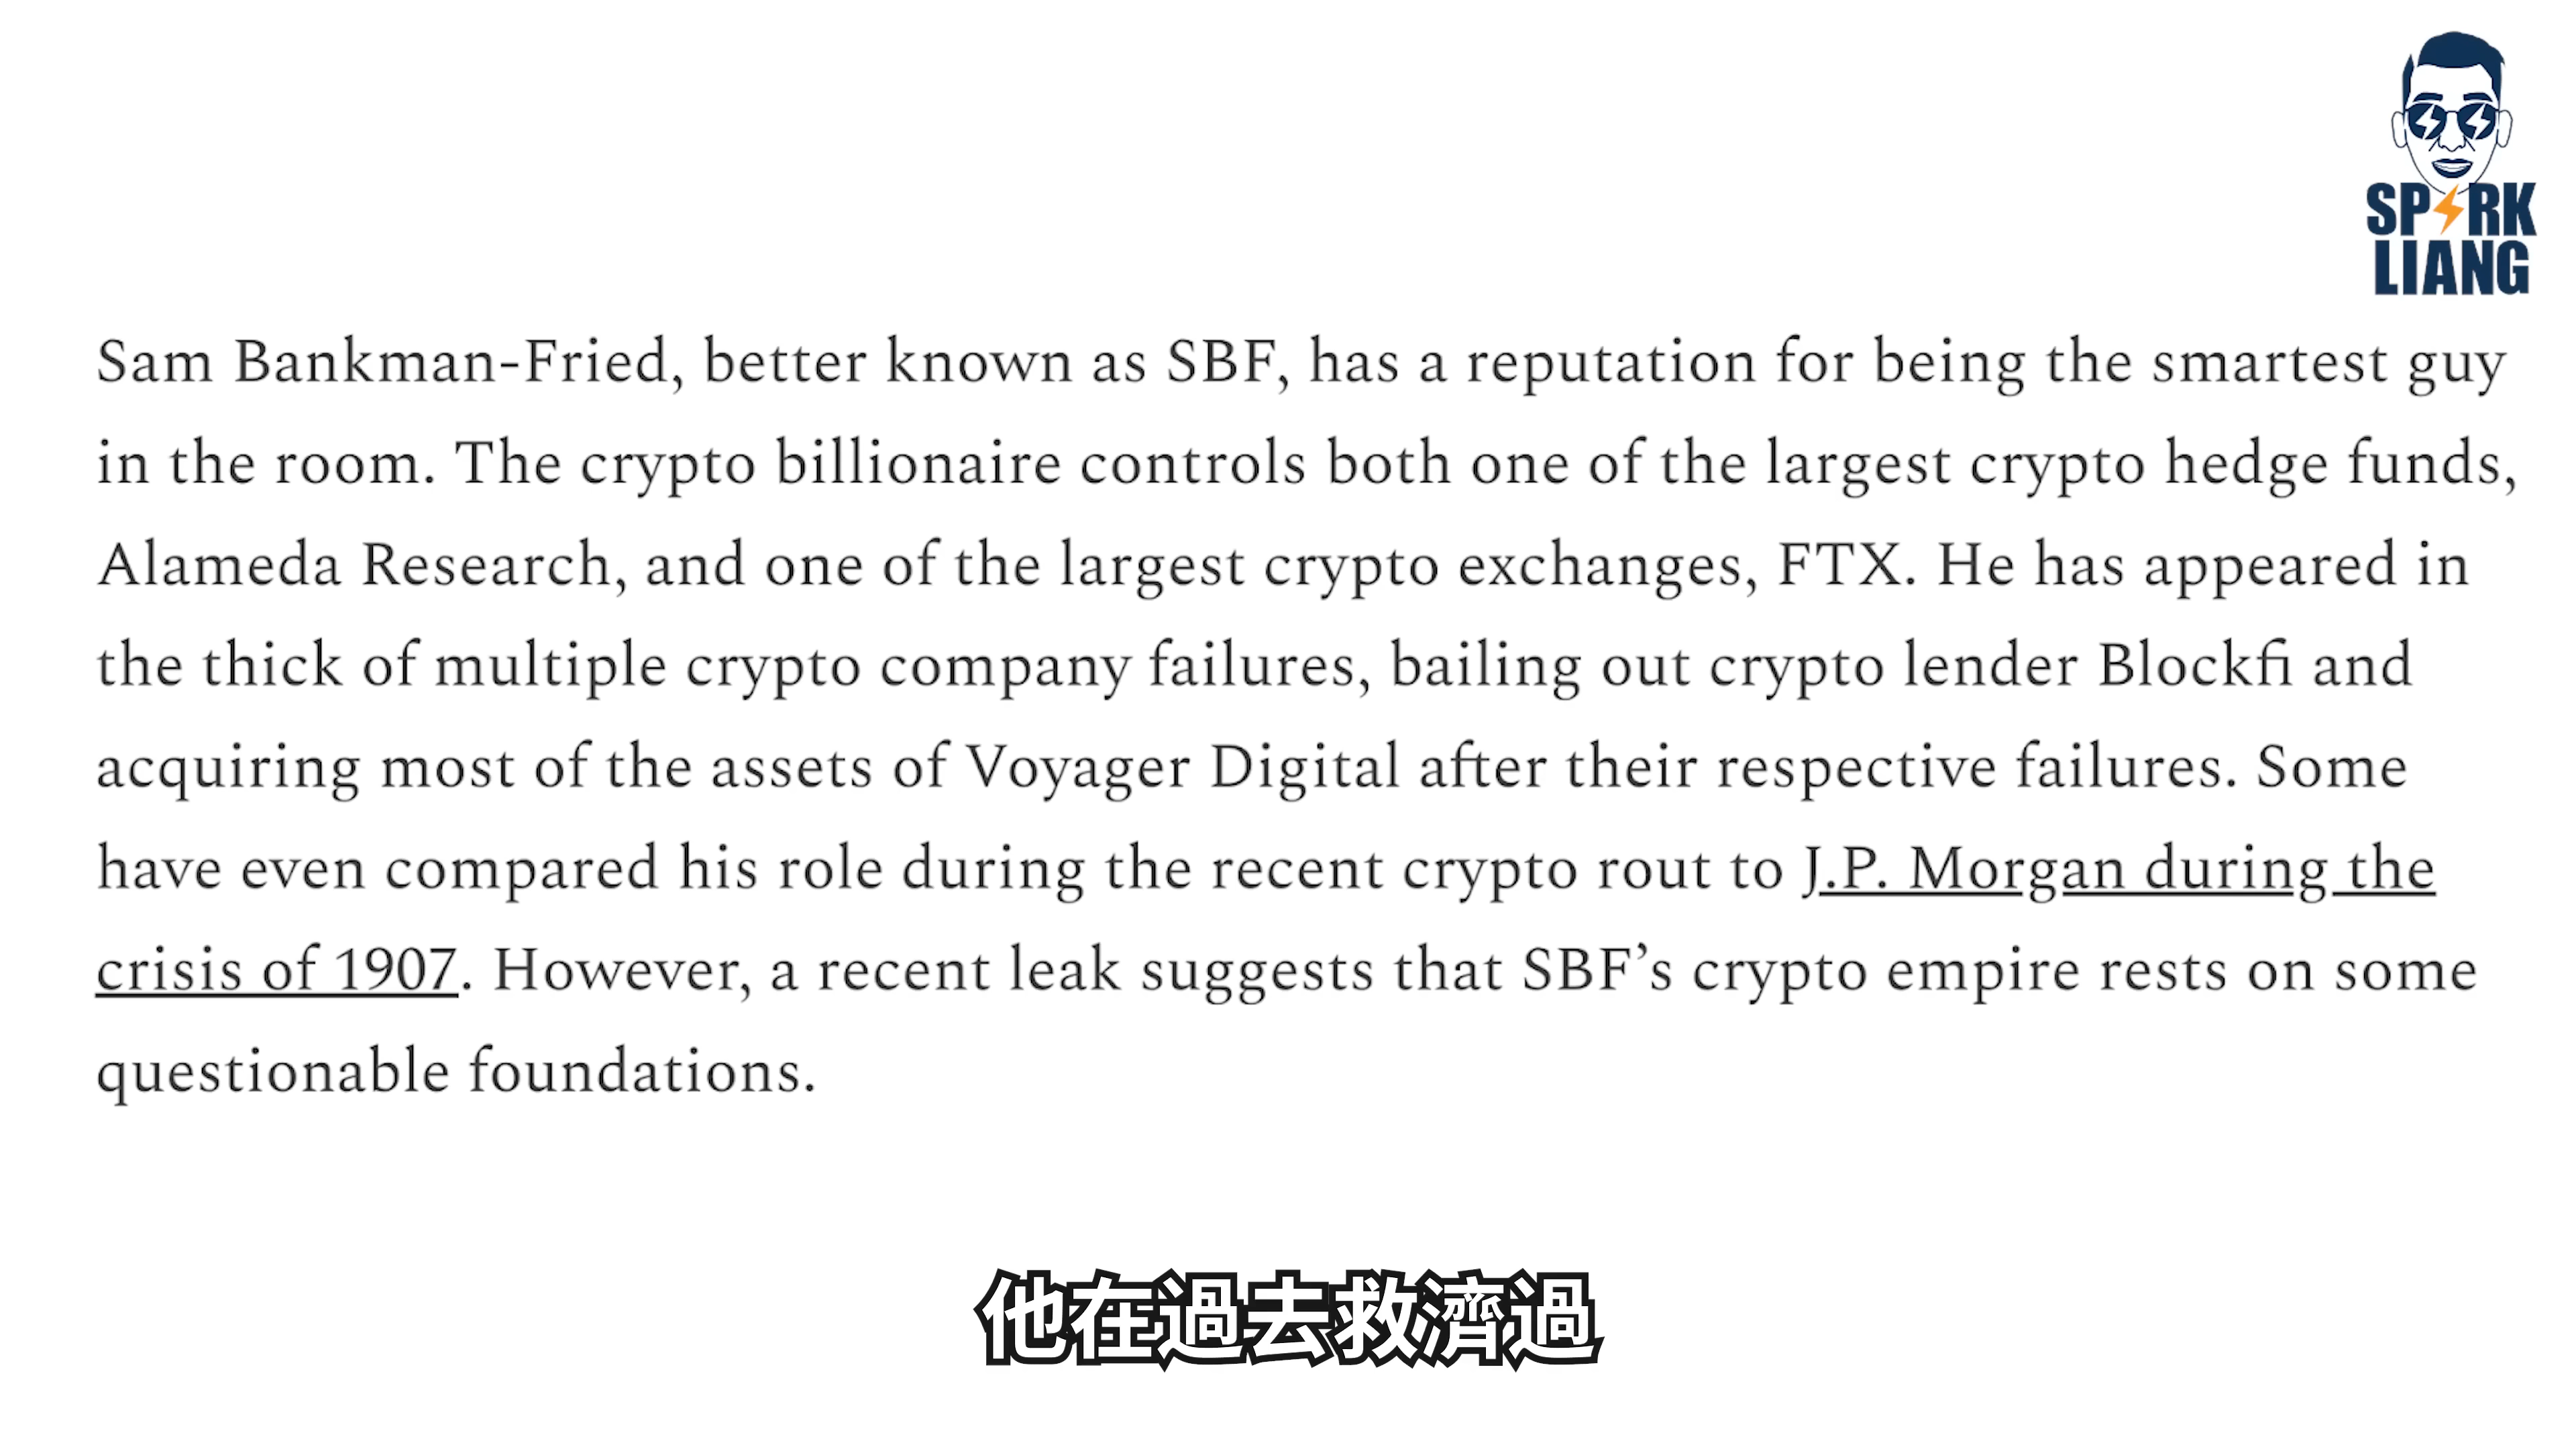 SPARK
LIANG
Sam Bankman-Fried, better known as SBF, has a reputation for being the smartest guy
in the room. The crypto billionaire controls both one of the largest crypto hedge funds,
Alameda Research, and one of the largest crypto exchanges, FTX. He has appeared in
the thick of multiple crypto company failures, bailing out crypto lender Blockfi and
acquiring most of the assets of Voyager Digital after their respective failures. Some
have even compared his role during the recent crypto rout to J.P. Morgan during the
crisis of 1907. However, a recent leak suggests that SBF’s crypto empire rests on some
questionable foundations.
他在過去救濟過